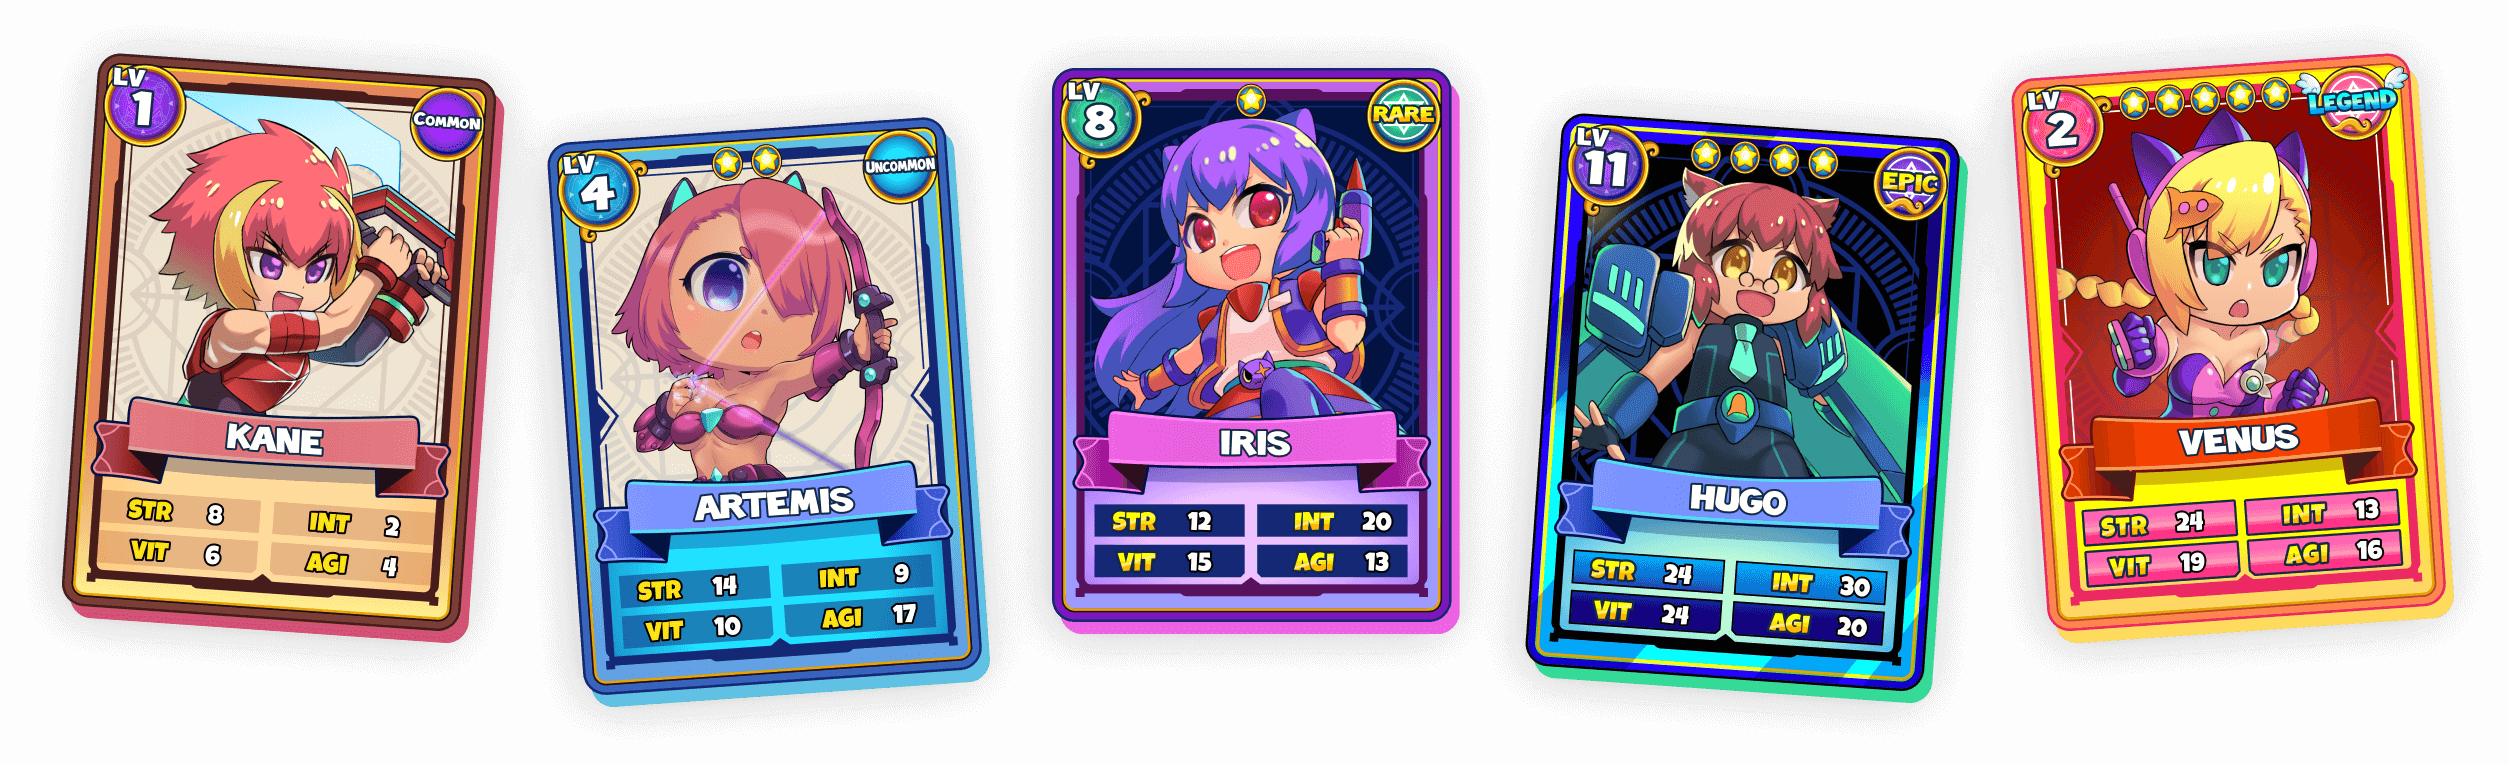 LV
1
COMMON
KANE
STR 8 INT 2
VIT 6 AGI 4
LV
4
UNCOMMON
ARTEMIS
STR 14 INT 9
VIT 10 AGI 17
LV
8
RARE
IRIS
STR 12 INT 20
VIT 15 AGI 13
LV
11
EPIC
HUGO
STR 24 INT 30
VIT 24 AGI 20
LV
2
LEGEND
VENUS
STR 24 INT 13
VIT 19 AGI 16